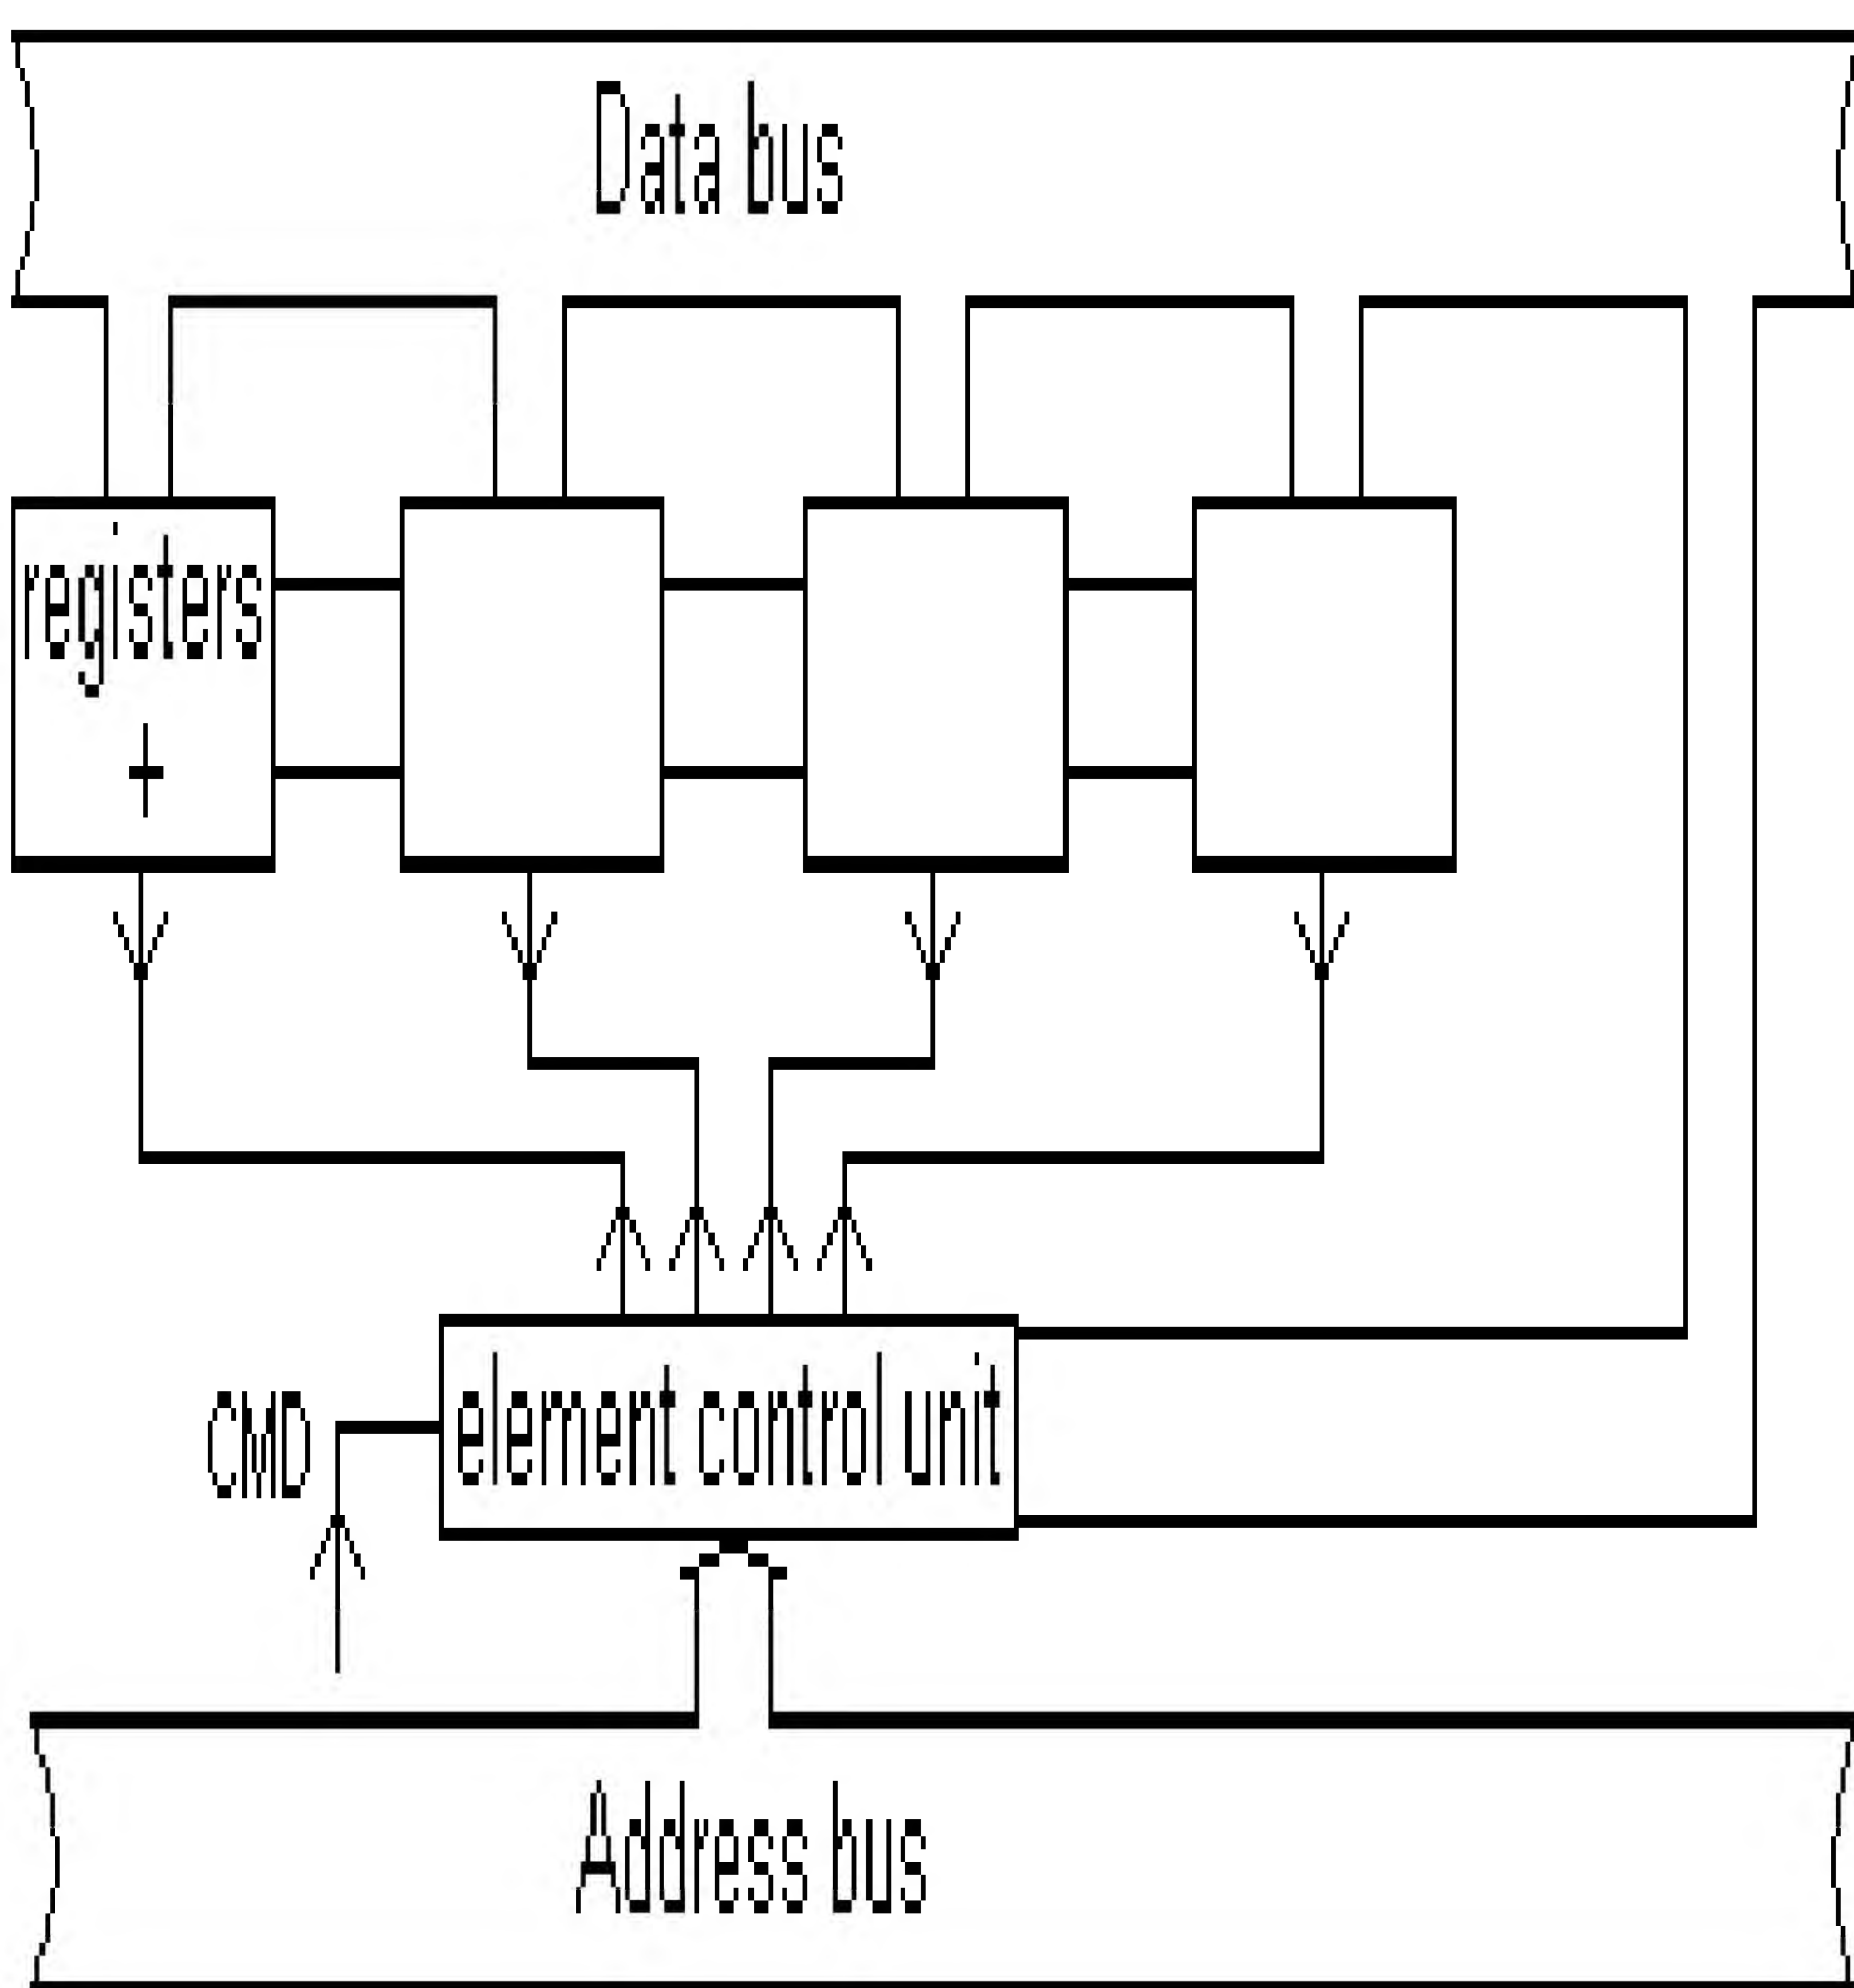 Data bus
registers
+
CMD
element control unit
Address bus